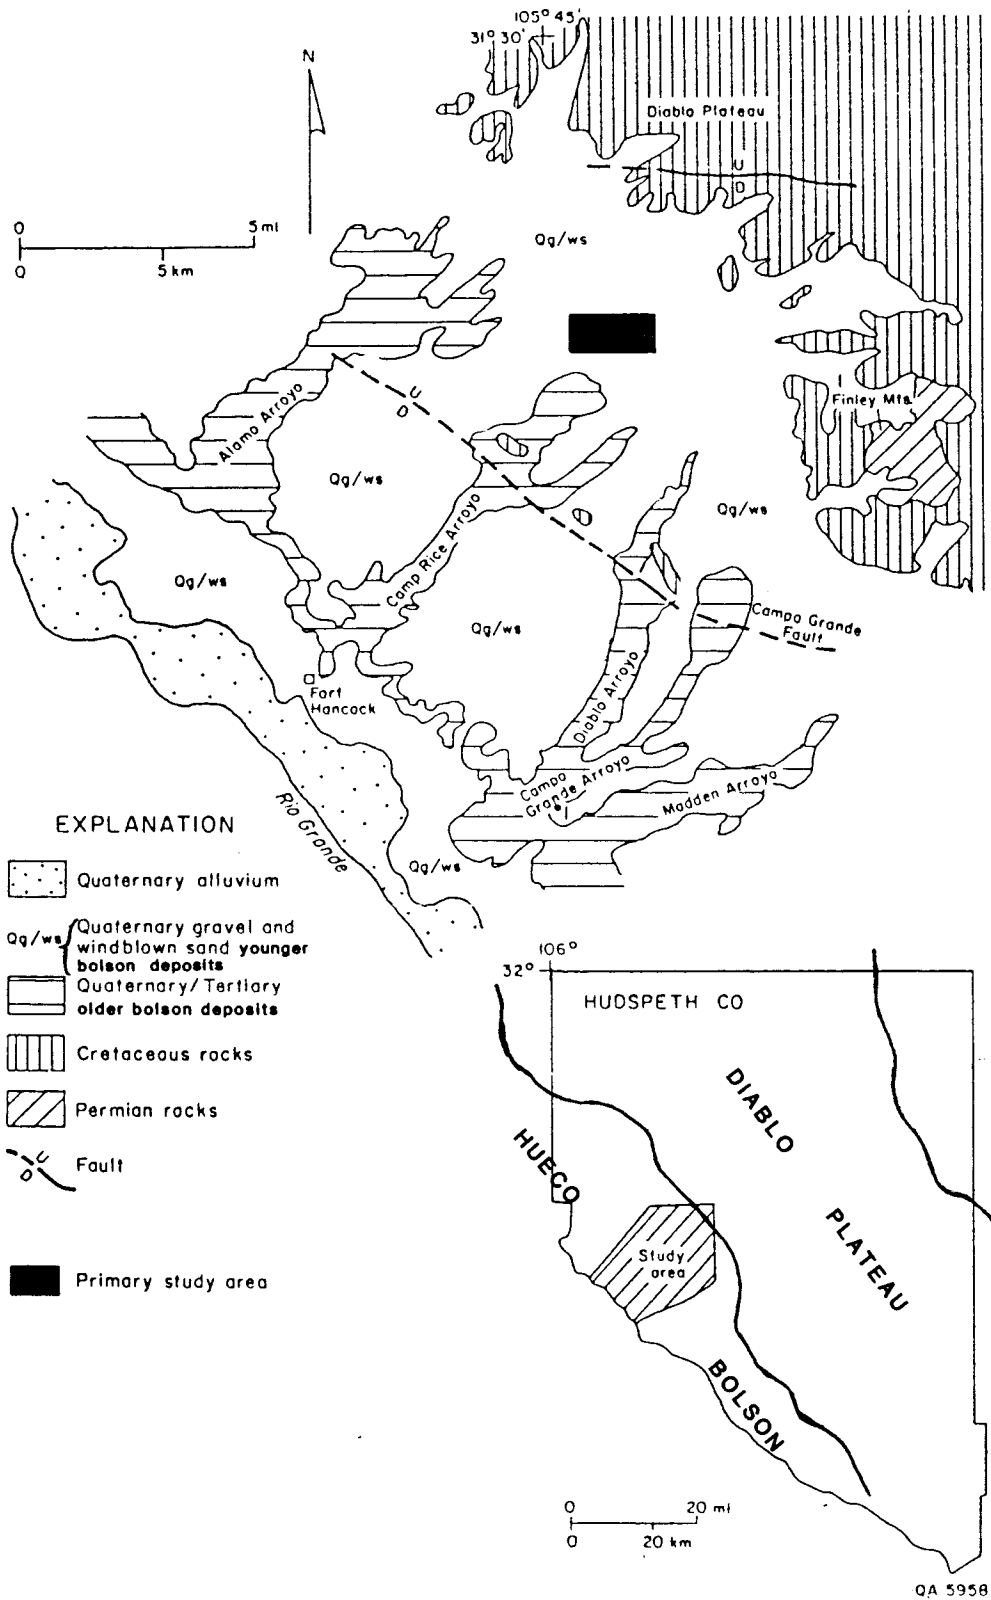 105° 45'
31° 30'
N
Diablo Plateau
U
D
0 5 mi
0 5 km
Qg/ws
Finley Mts.
Alamo Arroyo
U
D
Qg/ws
Qg/ws
Camp Rice Arroyo
Qg/ws
Qg/ws
Campo Grande
Fault
Diablo Arroyo
Fort
Hancock
Campo
Grande Arroyo
Madden Arroyo
Rio Grande
Qg/ws
EXPLANATION
Quaternary alluvium
Qg/ws Quaternary gravel and
windblown sand younger
bolson deposits
Quaternary/Tertiary
older bolson deposits
Cretaceous rocks
Permian rocks
U
D
Fault
Primary study area
106°
32°
HUDSPETH CO
DIABLO
PLATEAU
HUECO
BOLSON
Study
area
0 20 mi
0 20 km
QA 5958